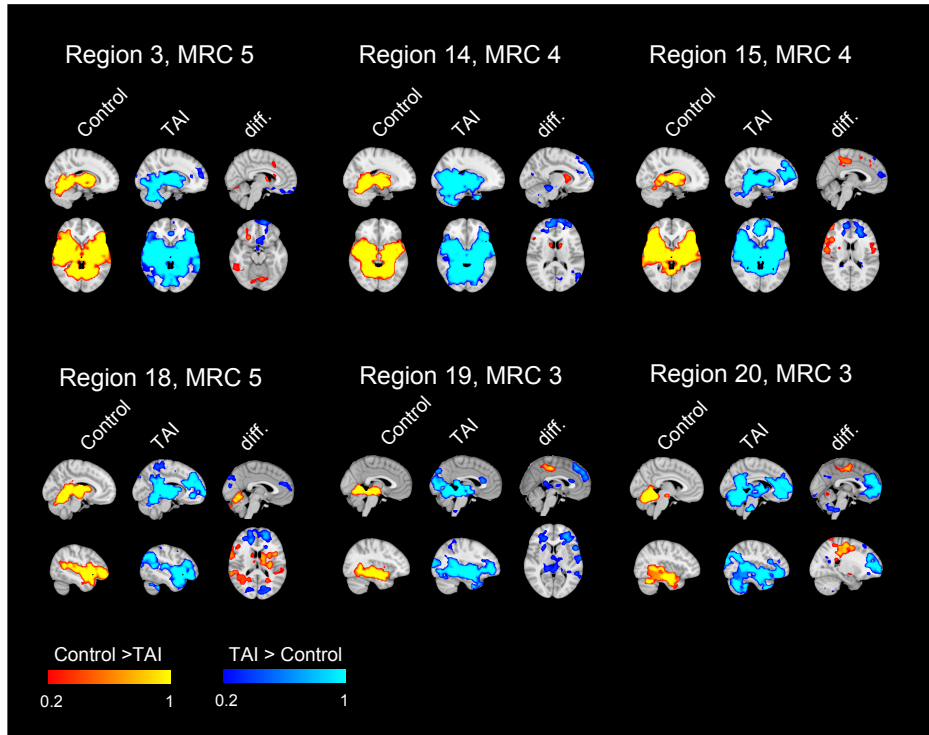 Region 3, MRC 5
Region 14, MRC 4
Region 15, MRC 4
Control
TAI
diff.
Control
TAI
diff.
Control
TAI
diff.
Region 18, MRC 5
Region 19, MRC 3
Region 20, MRC 3
Control
TAI
diff.
Control
TAI
diff.
Control
TAI
diff.
Control >TAI
TAI > Control
0.2
1
0.2
1